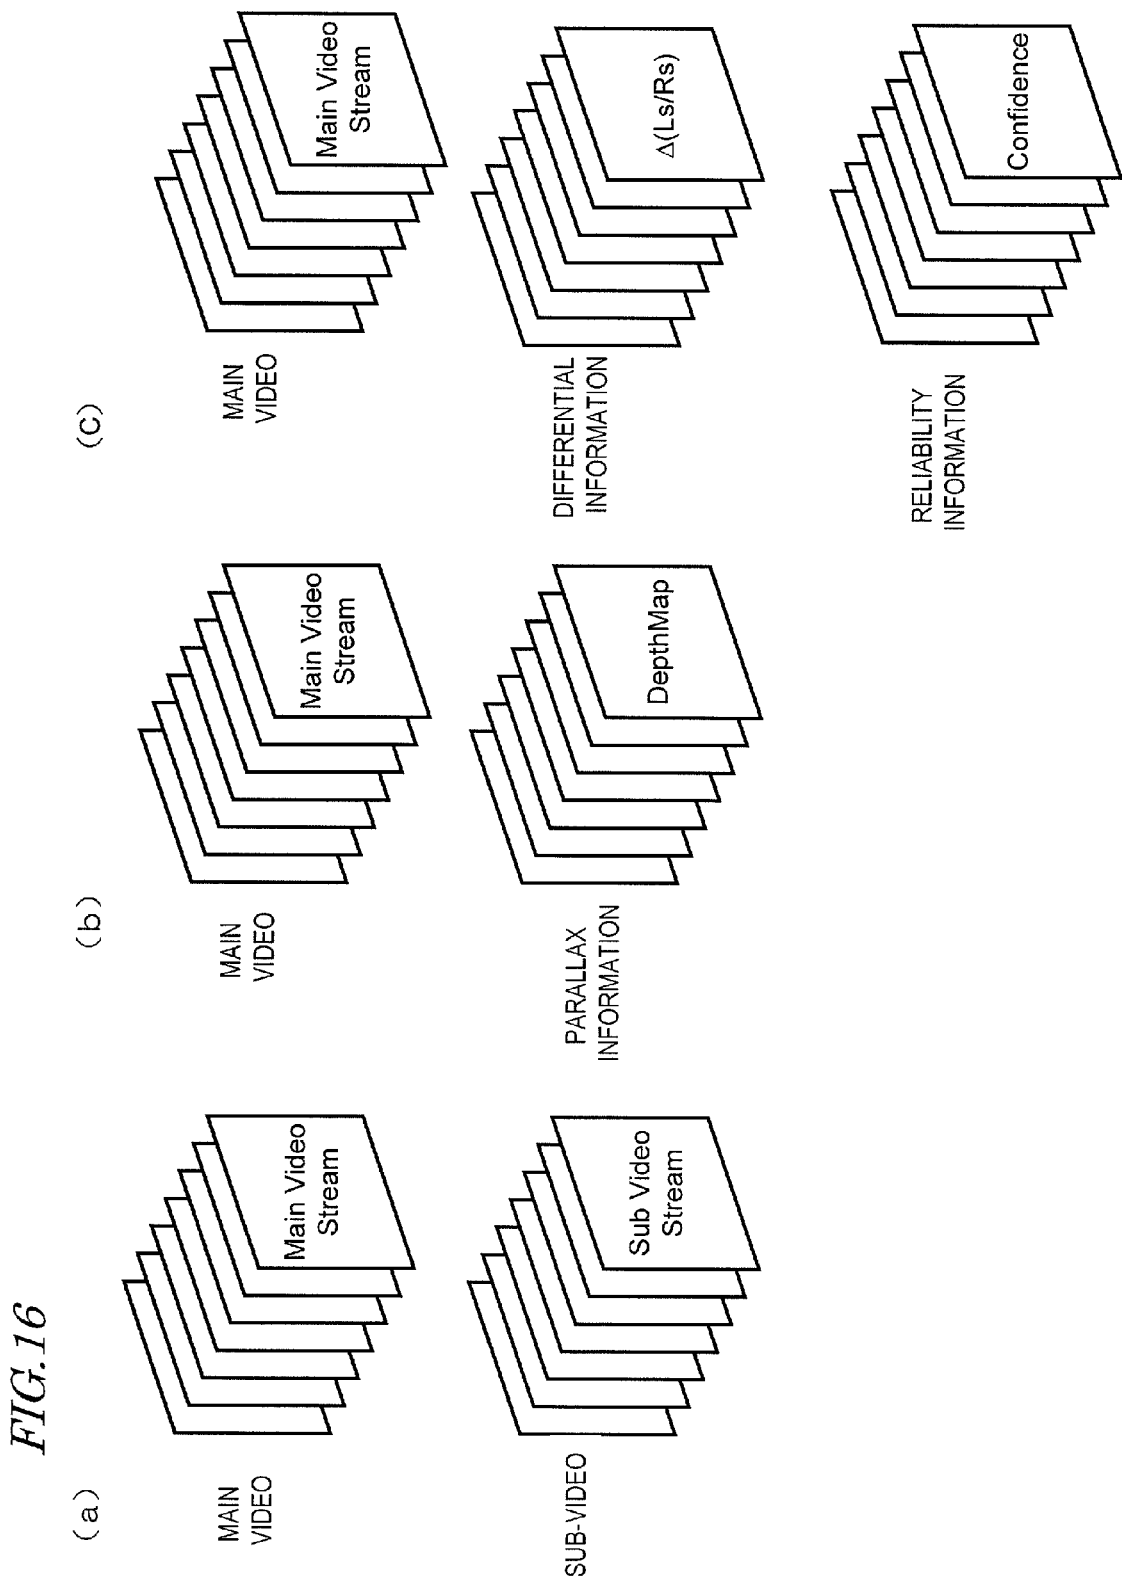 FIG.16
(a)
MAIN
VIDEO
Main Video
Stream
SUB-VIDEO
Sub Video
Stream
(b)
MAIN
VIDEO
Main Video
Stream
PARALLAX
INFORMATION
DepthMap
(c)
MAIN
VIDEO
Main Video
Stream
DIFFERENTIAL
INFORMATION
Δ(Ls/Rs)
RELIABILITY
INFORMATION
Confidence